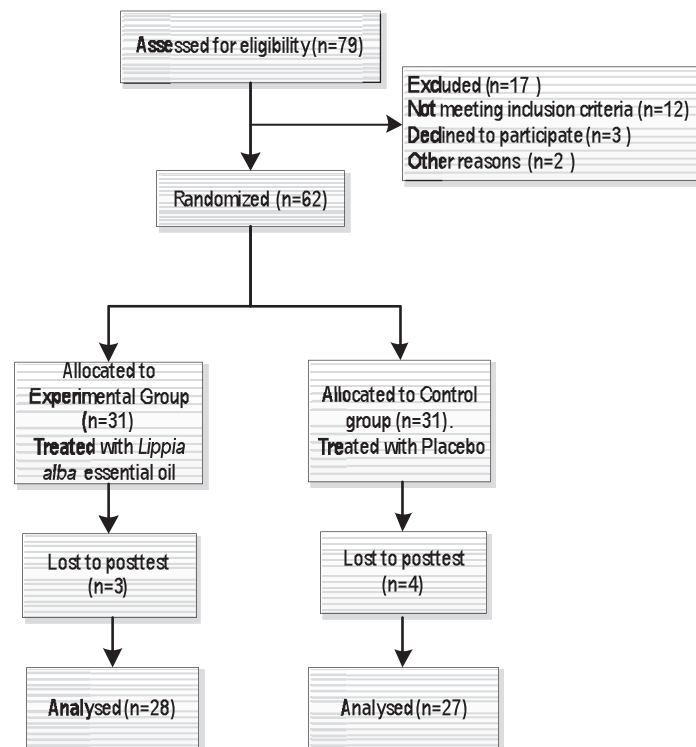 Assessed for eligibility (n=79)
Excluded (n=17 )
Not meeting inclusion criteria (n=12)
Declined to participate (n=3 )
Other reasons (n=2 )
Randomized (n=62)
Allocated to
Experimental Group
(n=31)
Treated with Lippia
alba essential oil
Allocated to Control
group (n=31).
Treated with Placebo
Lost to posttest
(n=3)
Lost to posttest
(n=4)
Analysed (n=28)
Analysed (n=27)